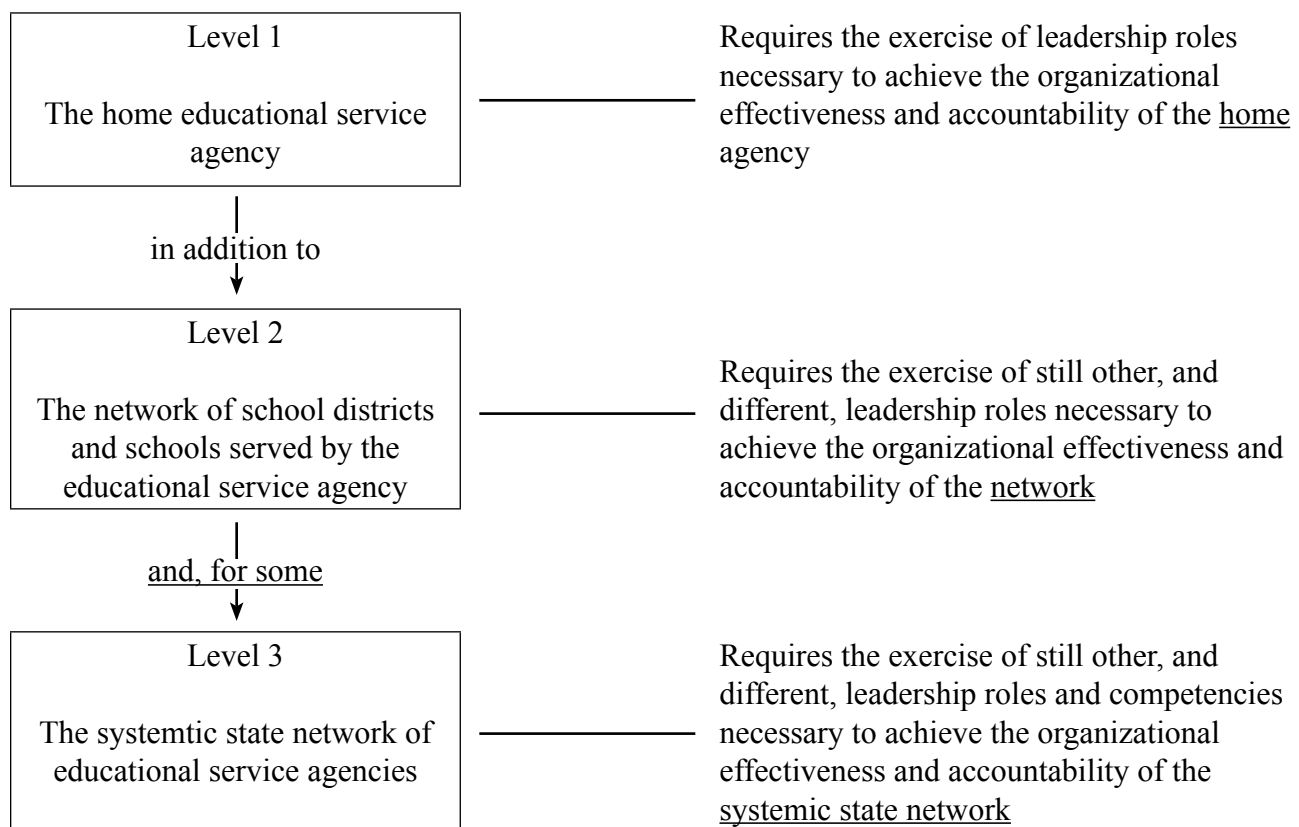 Level 1
The home educational service
agency
Requires the exercise of leadership roles
necessary to achieve the organizational
effectiveness and accountability of the home
agency
in addition to
Level 2
The network of school districts
and schools served by the
educational service agency
Requires the exercise of still other, and
different, leadership roles necessary to
achieve the organizational effectiveness and
accountability of the network
and, for some
Level 3
The systemtic state network of
educational service agencies
Requires the exercise of still other, and
different, leadership roles and competencies
necessary to achieve the organizational
effectiveness and accountability of the
systemic state network